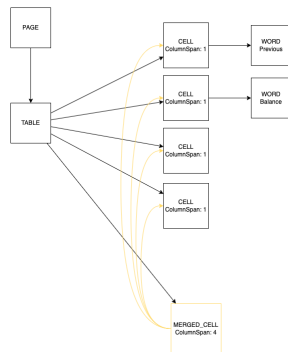 PAGE
CELL
ColumnSpan: 1
WORD
Previous
CELL
ColumnSpan: 1
WORD
Balance
TABLE
CELL
ColumnSpan: 1
CELL
ColumnSpan: 1
MERGED_CELL
ColumnSpan: 4